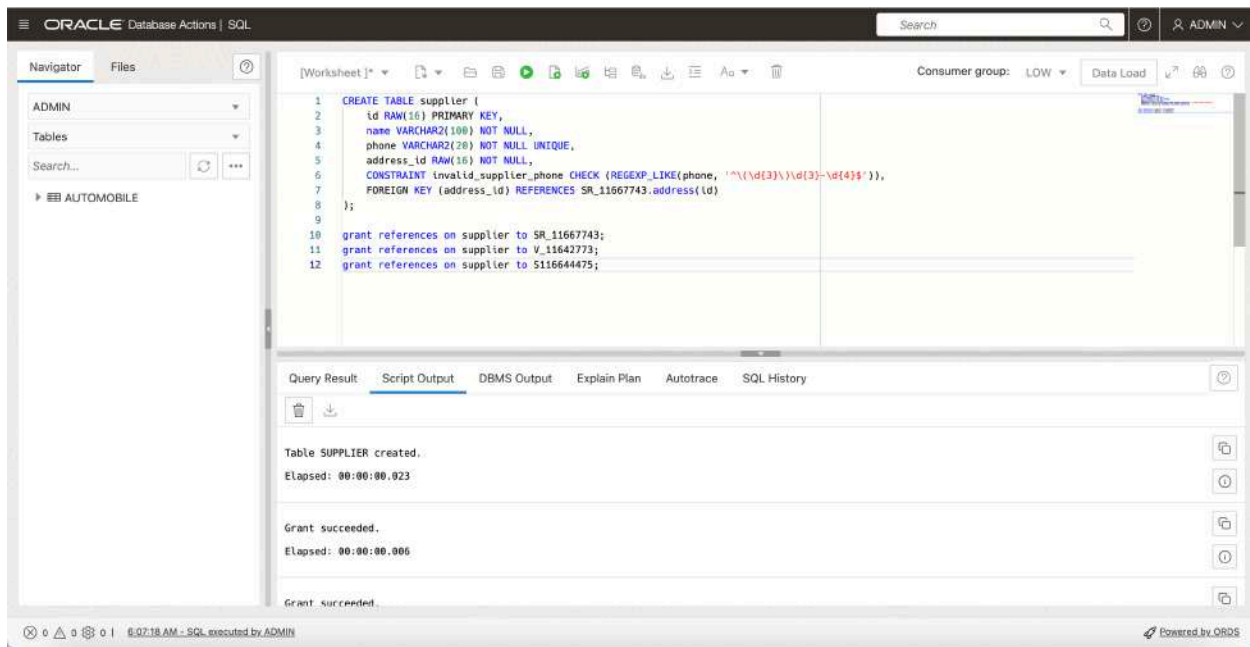 ORACLE Database Actions | SQL
Search
ADMIN
Navigator
Files
ADMIN
Tables
Search...
AUTOMOBILE
[Worksheet]*
Aa
Consumer group:
LOW
Data Load
1 CREATE TABLE supplier (
2 id RAW(16) PRIMARY KEY,
3 name VARCHAR2(100) NOT NULL,
4 phone VARCHAR2(20) NOT NULL UNIQUE,
5 address_id RAW(16) NOT NULL,
6 CONSTRAINT invalid_supplier_phone CHECK (REGEXP_LIKE(phone, '^\(\d{3}\)\d{3}-\d{4}$')),
7 FOREIGN KEY (address_id) REFERENCES SR_11667743.address(id)
8 );
9
10 grant references on supplier to SR_11667743;
11 grant references on supplier to V_11642773;
12 grant references on supplier to S116644475;
Query Result
Script Output
DBMS Output
Explain Plan
Autotrace
SQL History
Table SUPPLIER created.
Elapsed: 00:00:00.023
Grant succeeded.
Elapsed: 00:00:00.006
Grant succeeded.
0 0 0 | 6:07:18 AM - SQL executed by ADMIN
Powered by ORDS